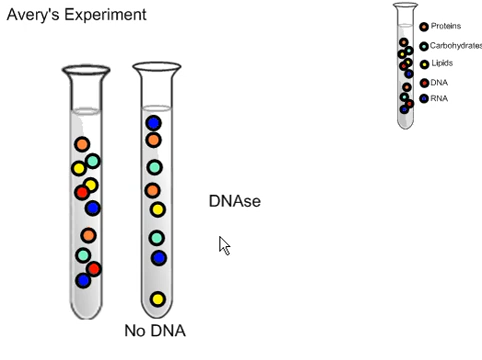 Avery's Experiment
Proteins
Carbohydrates
Lipids
DNA
RNA
DNAse
No DNA